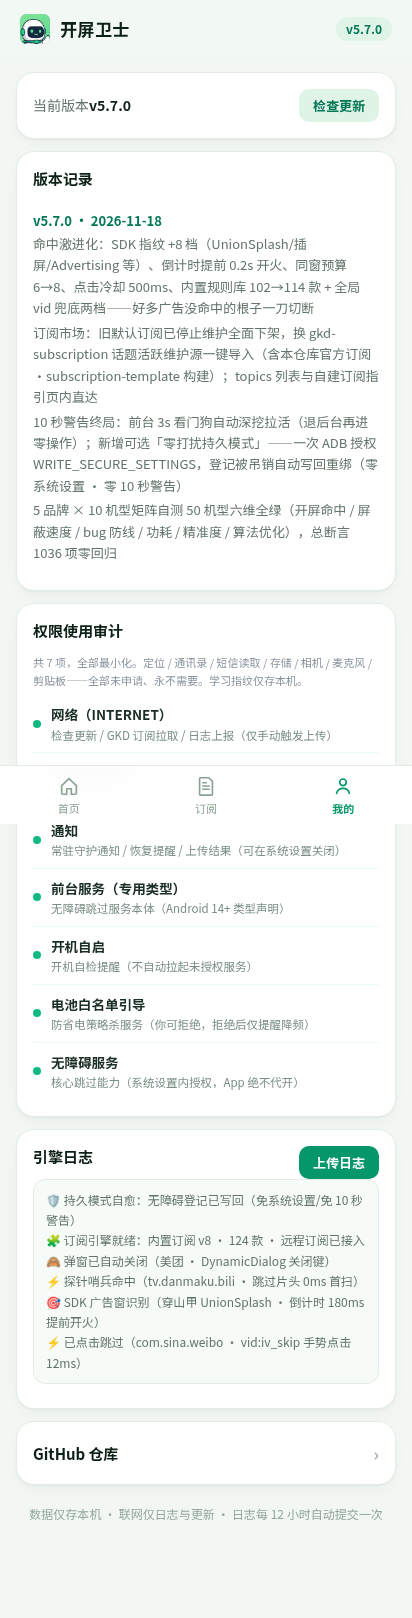 开屏卫士
v5.7.0
当前版本v5.7.0
检查更新
版本记录
v5.7.0 · 2026-11-18
命中激进化：SDK 指纹 +8 档（UnionSplash/插
屏/Advertising 等）、倒计时提前 0.2s 开火、同窗预算
6→8、点击冷却 500ms、内置规则库 102→114 款 + 全局
vid 兜底两档——好多广告没命中的根子一刀切断
订阅市场：旧默认订阅已停止维护全面下架，换 gkd-
subscription 话题活跃维护源一键导入（含本仓库官方订阅
· subscription-template 构建）；topics 列表与自建订阅指
引页内直达
10 秒警告终局：前台 3s 看门狗自动深挖拉活（退后台再进
零操作）；新增可选「零打扰持久模式」——一次 ADB 授权
WRITE_SECURE_SETTINGS，登记被吊销自动写回重绑（零
系统设置 · 零 10 秒警告）
5 品牌 × 10 机型矩阵自测 50 机型六维全绿（开屏命中 / 屏
蔽速度 / bug 防线 / 功耗 / 精准度 / 算法优化），总断言
1036 项零回归
权限使用审计
共 7 项，全部最小化。定位 / 通讯录 / 短信读取 / 存储 / 相机 / 麦克风 /
剪贴板——全部未申请、永不需要。学习指纹仅存本机。
网络（INTERNET）
检查更新 / GKD 订阅拉取 / 日志上报（仅手动触发上传）
首页
订阅
我的
通知
常驻守护通知 / 恢复提醒 / 上传结果（可在系统设置关闭）
前台服务（专用类型）
无障碍跳过服务本体（Android 14+ 类型声明）
开机自启
开机自检提醒（不自动拉起未授权服务）
电池白名单引导
防省电策略杀服务（你可拒绝，拒绝后仅提醒降频）
无障碍服务
核心跳过能力（系统设置内授权，App 绝不代开）
引擎日志
上传日志
🛡️ 持久模式自愈：无障碍登记已写回（免系统设置/免 10 秒
警告）
🧩 订阅引擎就绪：内置订阅 v8 · 124 款 · 远程订阅已接入
🙈 弹窗已自动关闭（美团 · DynamicDialog 关闭键）
⚡ 探针哨兵命中（tv.danmaku.bili · 跳过片头 0ms 首扫）
🎯 SDK 广告窗识别（穿山甲 UnionSplash · 倒计时 180ms
提前开火）
⚡ 已点击跳过（com.sina.weibo · vid:iv_skip 手势点击
12ms）
GitHub 仓库
数据仅存本机 · 联网仅日志与更新 · 日志每 12 小时自动提交一次